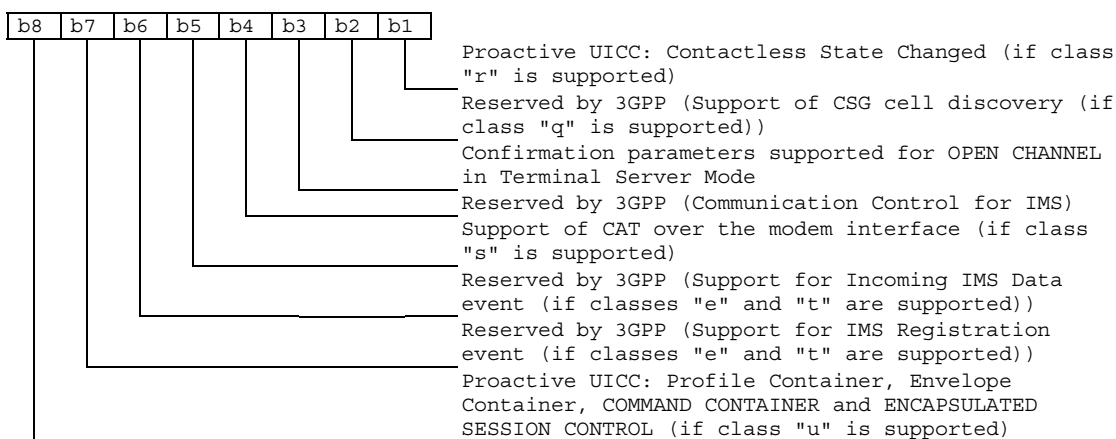 b8 b7 b6 b5 b4 b3 b2 b1
Proactive UICC: Contactless State Changed (if class
"r" is supported)
Reserved by 3GPP (Support of CSG cell discovery (if
class "q" is supported))
Confirmation parameters supported for OPEN CHANNEL
in Terminal Server Mode
Reserved by 3GPP (Communication Control for IMS)
Support of CAT over the modem interface (if class
"s" is supported)
Reserved by 3GPP (Support for Incoming IMS Data
event (if classes "e" and "t" are supported))
Reserved by 3GPP (Support for IMS Registration
event (if classes "e" and "t" are supported))
Proactive UICC: Profile Container, Envelope
Container, COMMAND CONTAINER and ENCAPSULATED
SESSION CONTROL (if class "u" is supported)